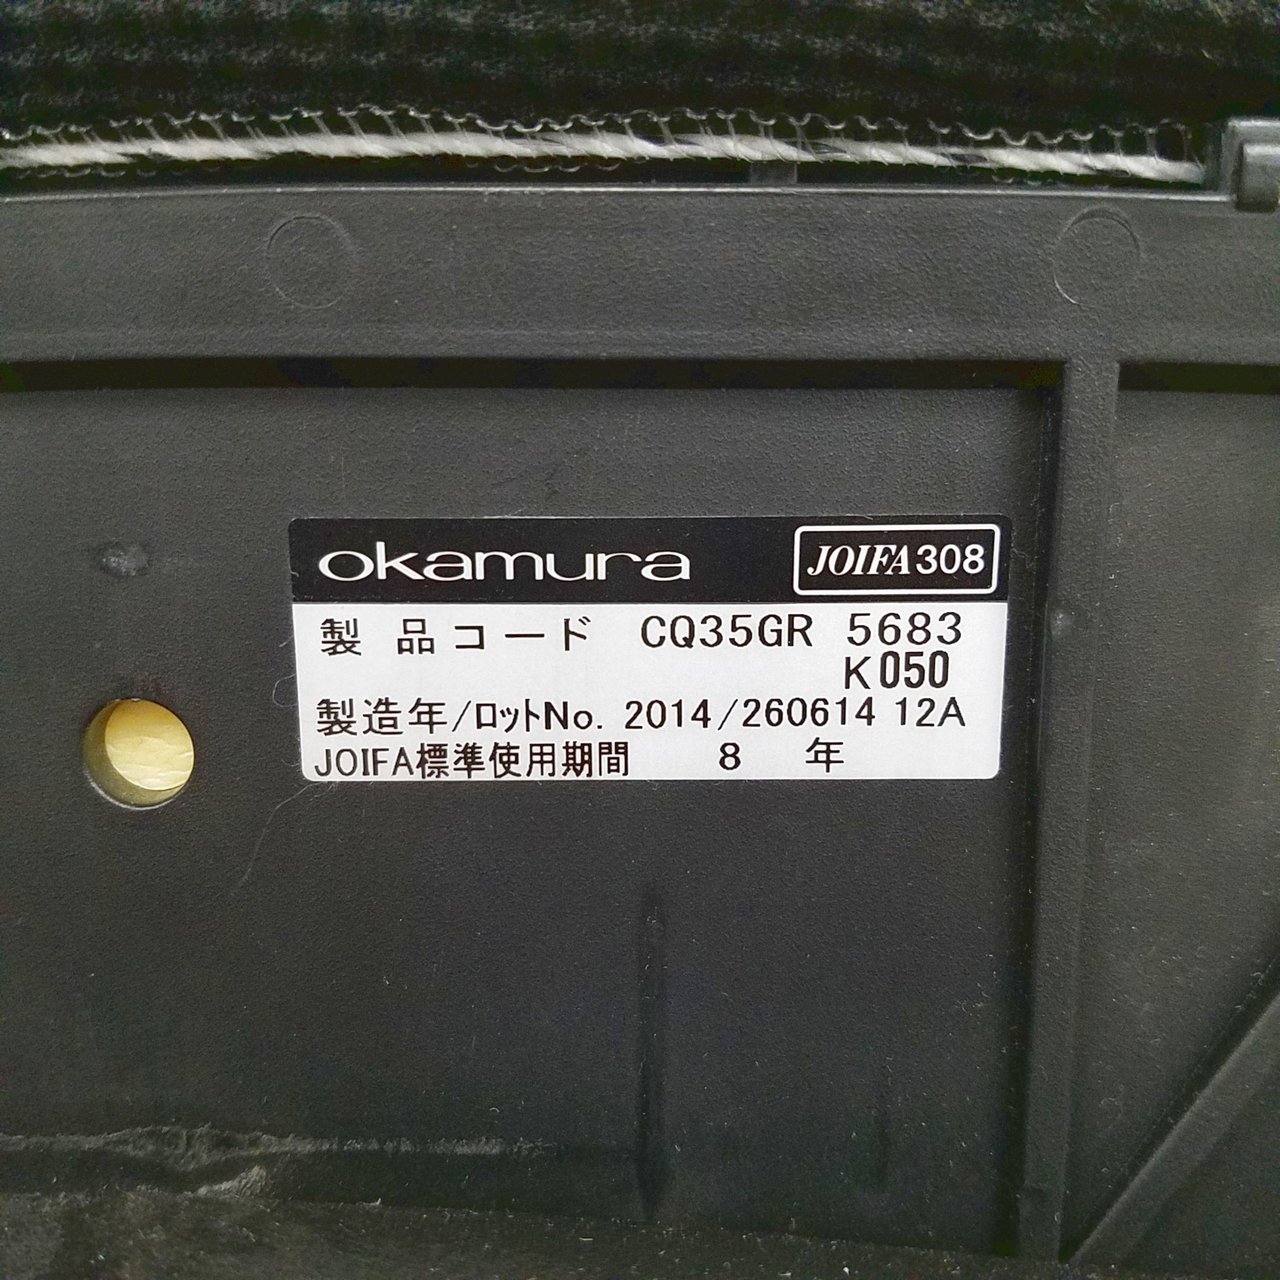 okamura JOIFA308
製品コード CQ35GR 5683
K050
製造年/ロットNo. 2014/260614 12A
JOIFA標準使用期間 8 年